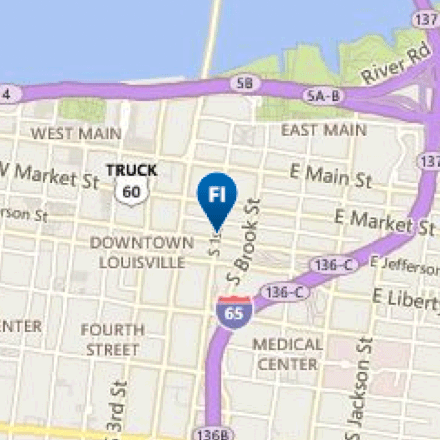 137
River Rd
5B
4
5A-B
WEST MAIN
EAST MAIN
137
W Market St
TRUCK
60
E Main St
FI
erson St
E Market St
S 1
S Brook St
DOWNTOWN
LOUISVILLE
136-C
E Jefferson
136-C
E Liberty
65
ENTER
FOURTH
STREET
MEDICAL
CENTER
S 3rd St
S Jackson St
136B